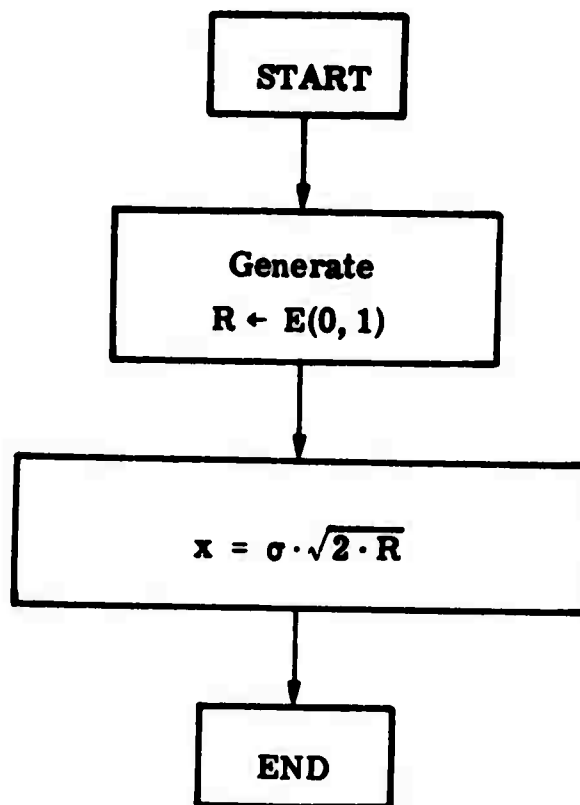 START
Generate
R ← E(0, 1)
x = σ · √2 · R
END